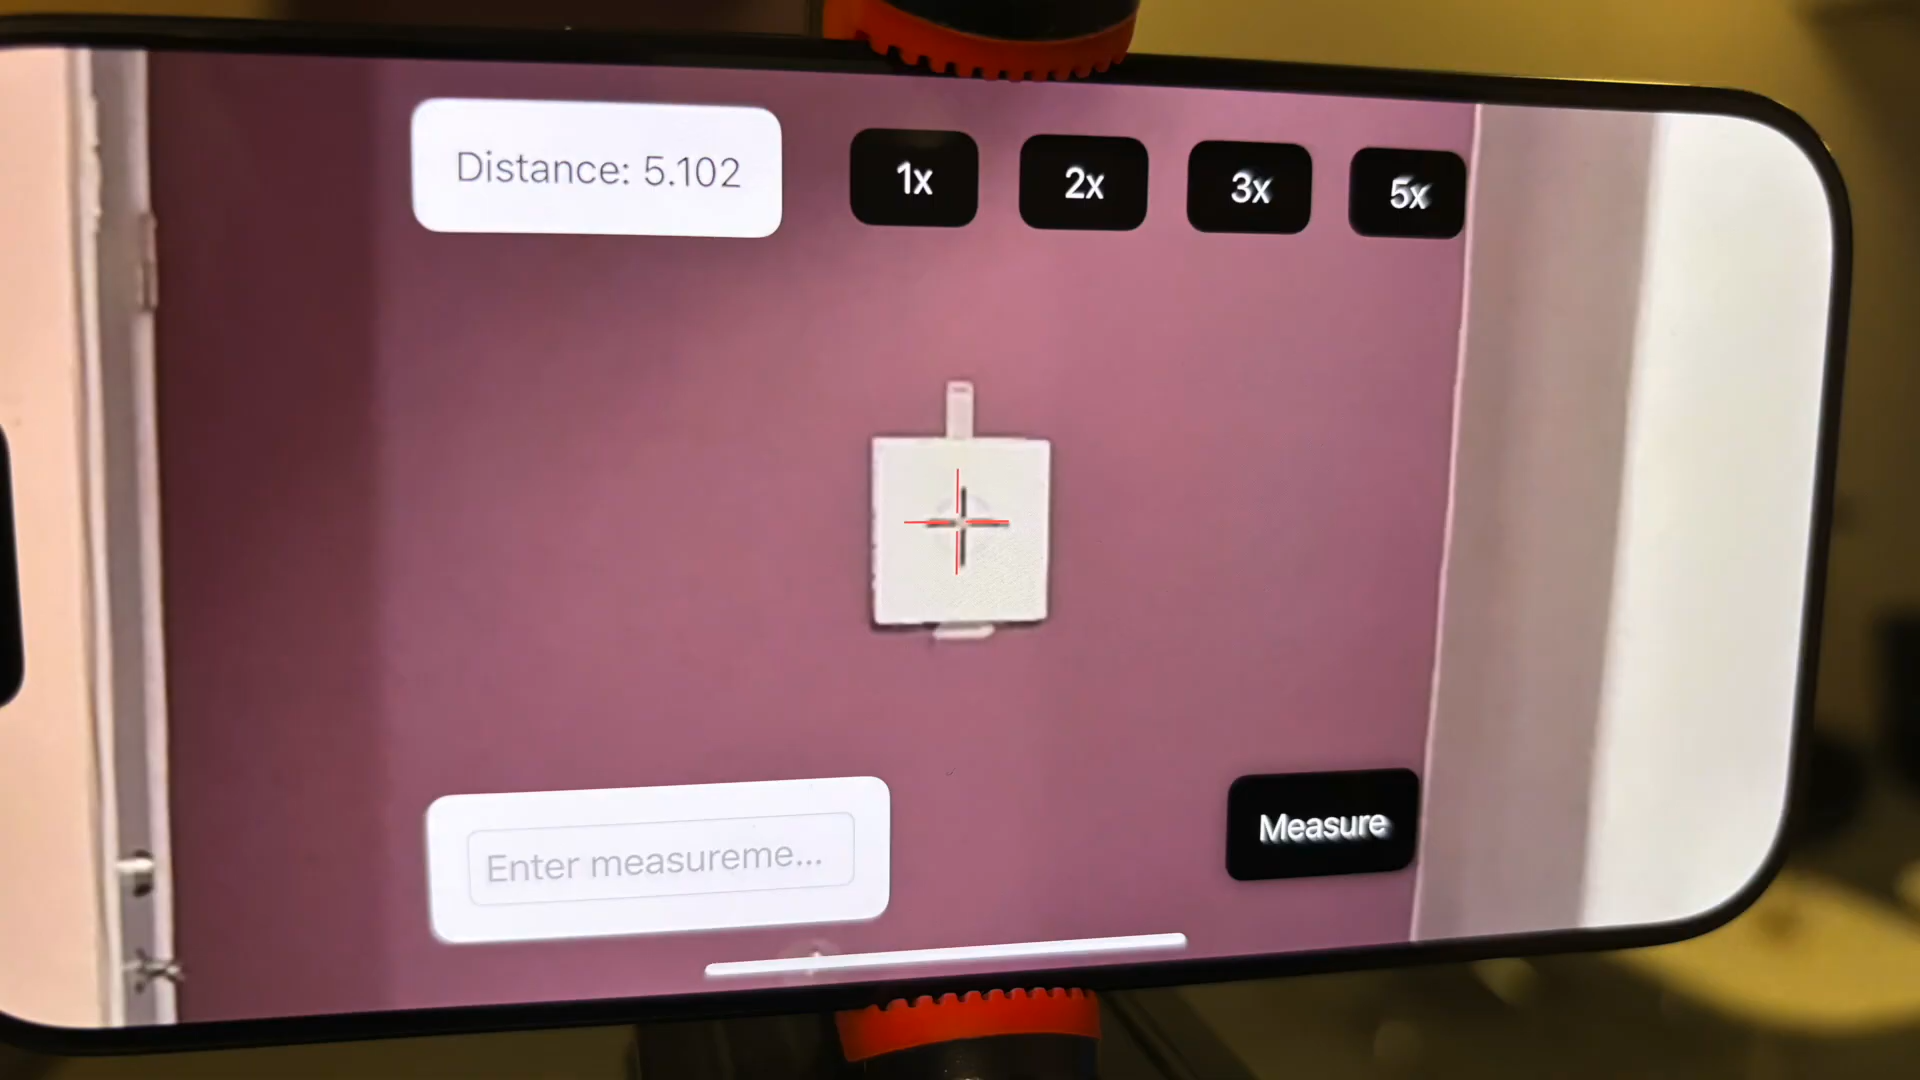 Distance: 5.102
1x
2x
3x
5x
Enter measureme...
Measure